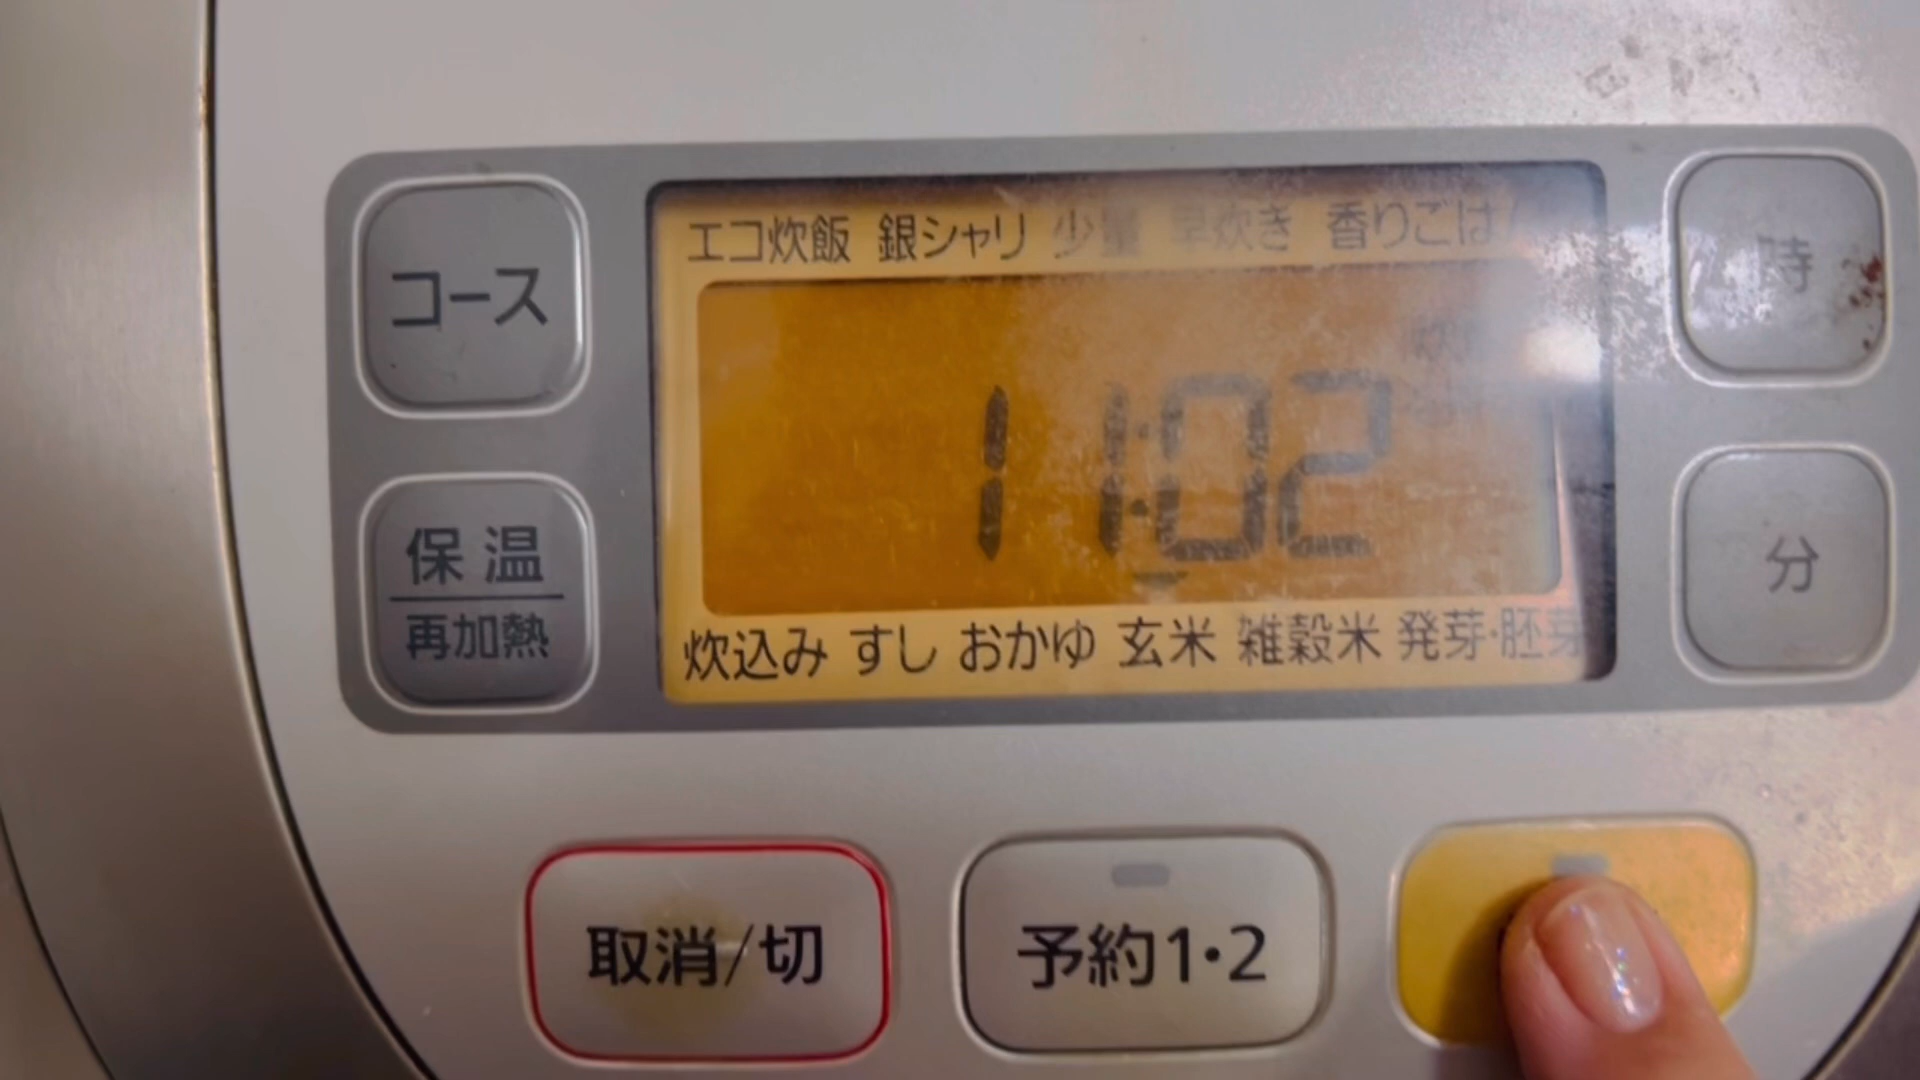 エコ炊飯 銀シャリ 少量 早炊き 香りごはん
コース
時
11:02
保温
再加熱
分
炊込み すし おかゆ 玄米 雑穀米 発芽・胚芽
取消/切
予約1・2